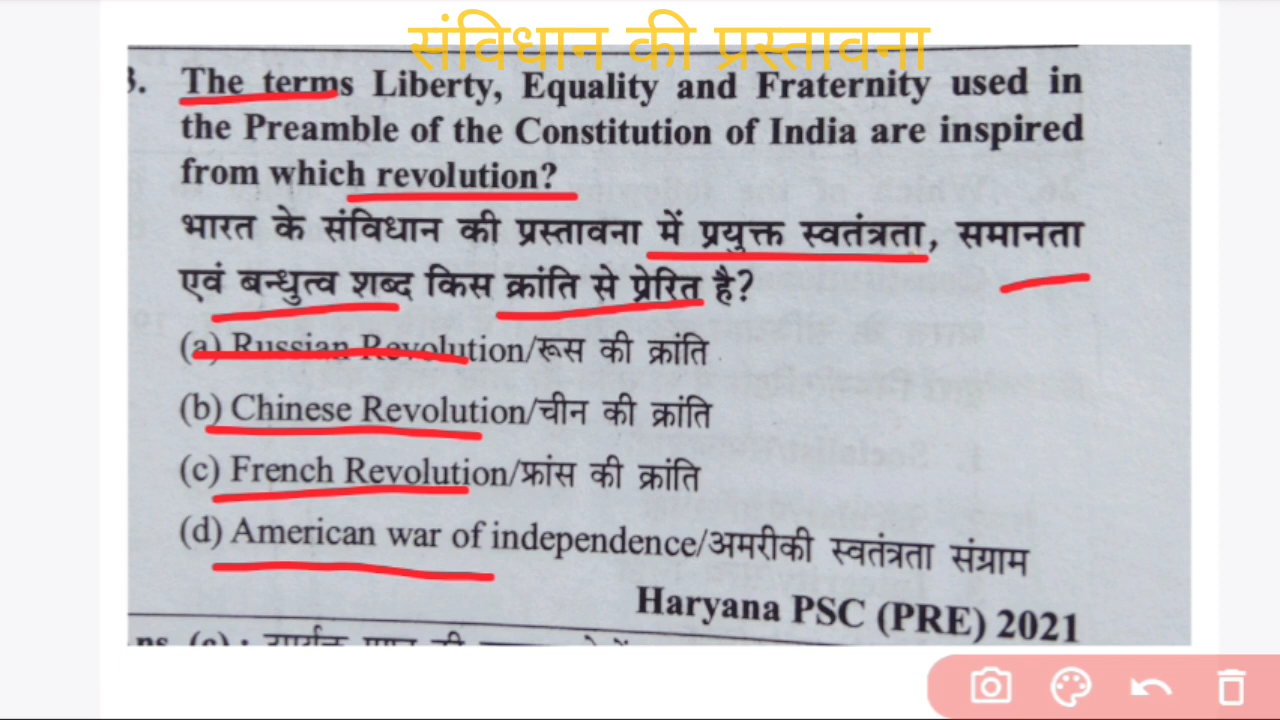 संविधान की प्रस्तावना
3. The terms Liberty, Equality and Fraternity used in
the Preamble of the Constitution of India are inspired
from which revolution?
भारत के संविधान की प्रस्तावना में प्रयुक्त स्वतंत्रता, समानता
एवं बन्धुत्व शब्द किस क्रांति से प्रेरित है?
(a) Russian Revolution/रूस की क्रांति
(b) Chinese Revolution/चीन की क्रांति
(c) French Revolution/फ्रांस की क्रांति
(d) American war of independence/अमरीकी स्वतंत्रता संग्राम
Haryana PSC (PRE) 2021